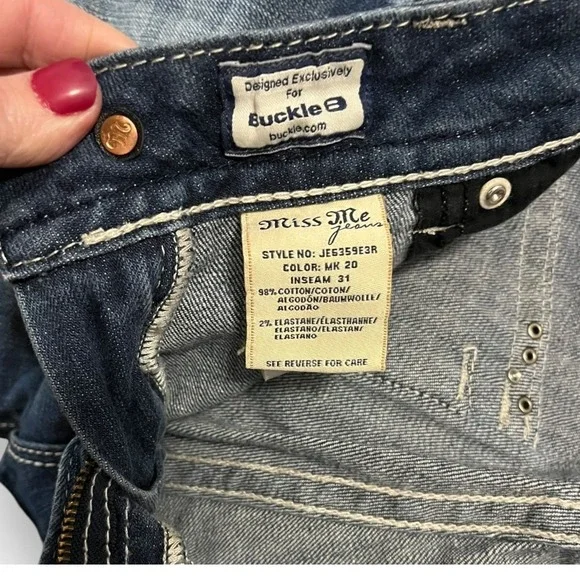 Designed Exclusively
For
Buckle B
buckle.com
Miss Me
jeans
STYLE NO: JE6359E3R
COLOR: MK 20
INSEAM 31
98% COTTON/COTON/
ALGODÓN/BAUMWOLLE/
ALGODÃO
2% ELASTANE/ÉLASTHANNE/
ELASTANO/ELASTAN/
ELASTANO
SEE REVERSE FOR CARE